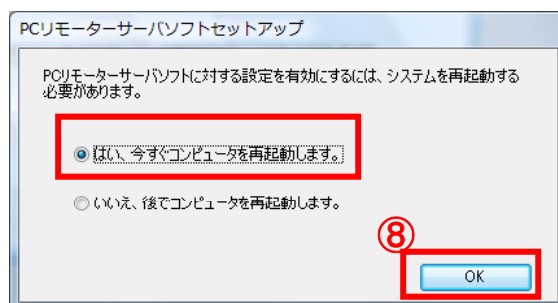 PCリモーターサーバソフトセットアップ
PCリモーターサーバソフトに対する設定を有効にするには、システムを再起動する
必要があります。
はい、今すぐコンピュータを再起動します。
いいえ、後でコンピュータを再起動します。
⑧
OK